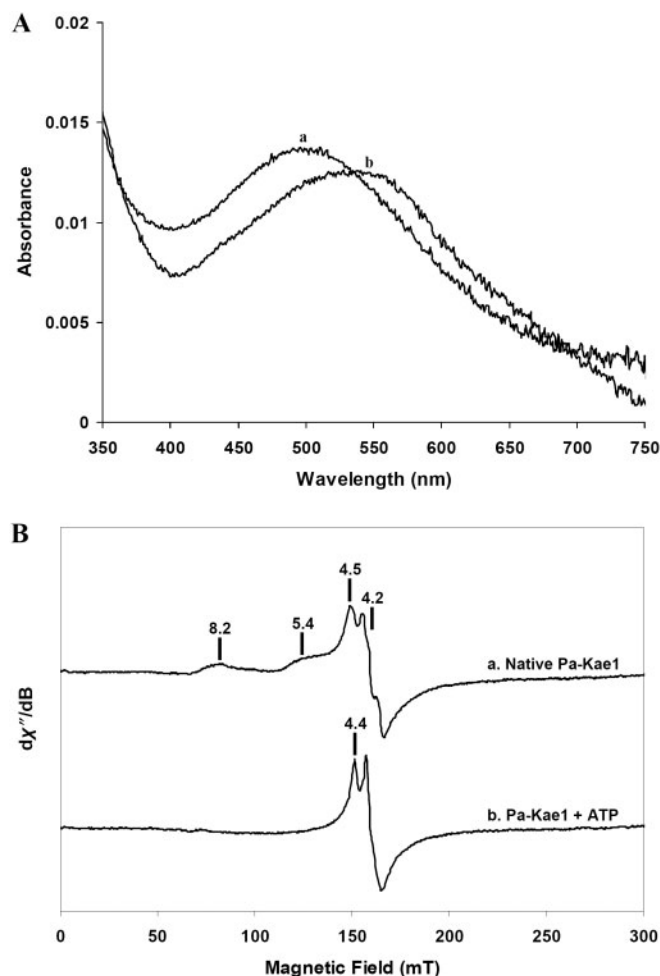 A
0.02
0.015
0.01
0.005
0
Absorbance
a
b
350 400 450 500 550 600 650 700 750
Wavelength (nm)
B
4.5
4.2
8.2
5.4
a. Native Pa-Kae1
4.4
b. Pa-Kae1 + ATP
dχ″/dB
0 50 100 150 200 250 300
Magnetic Field (mT)